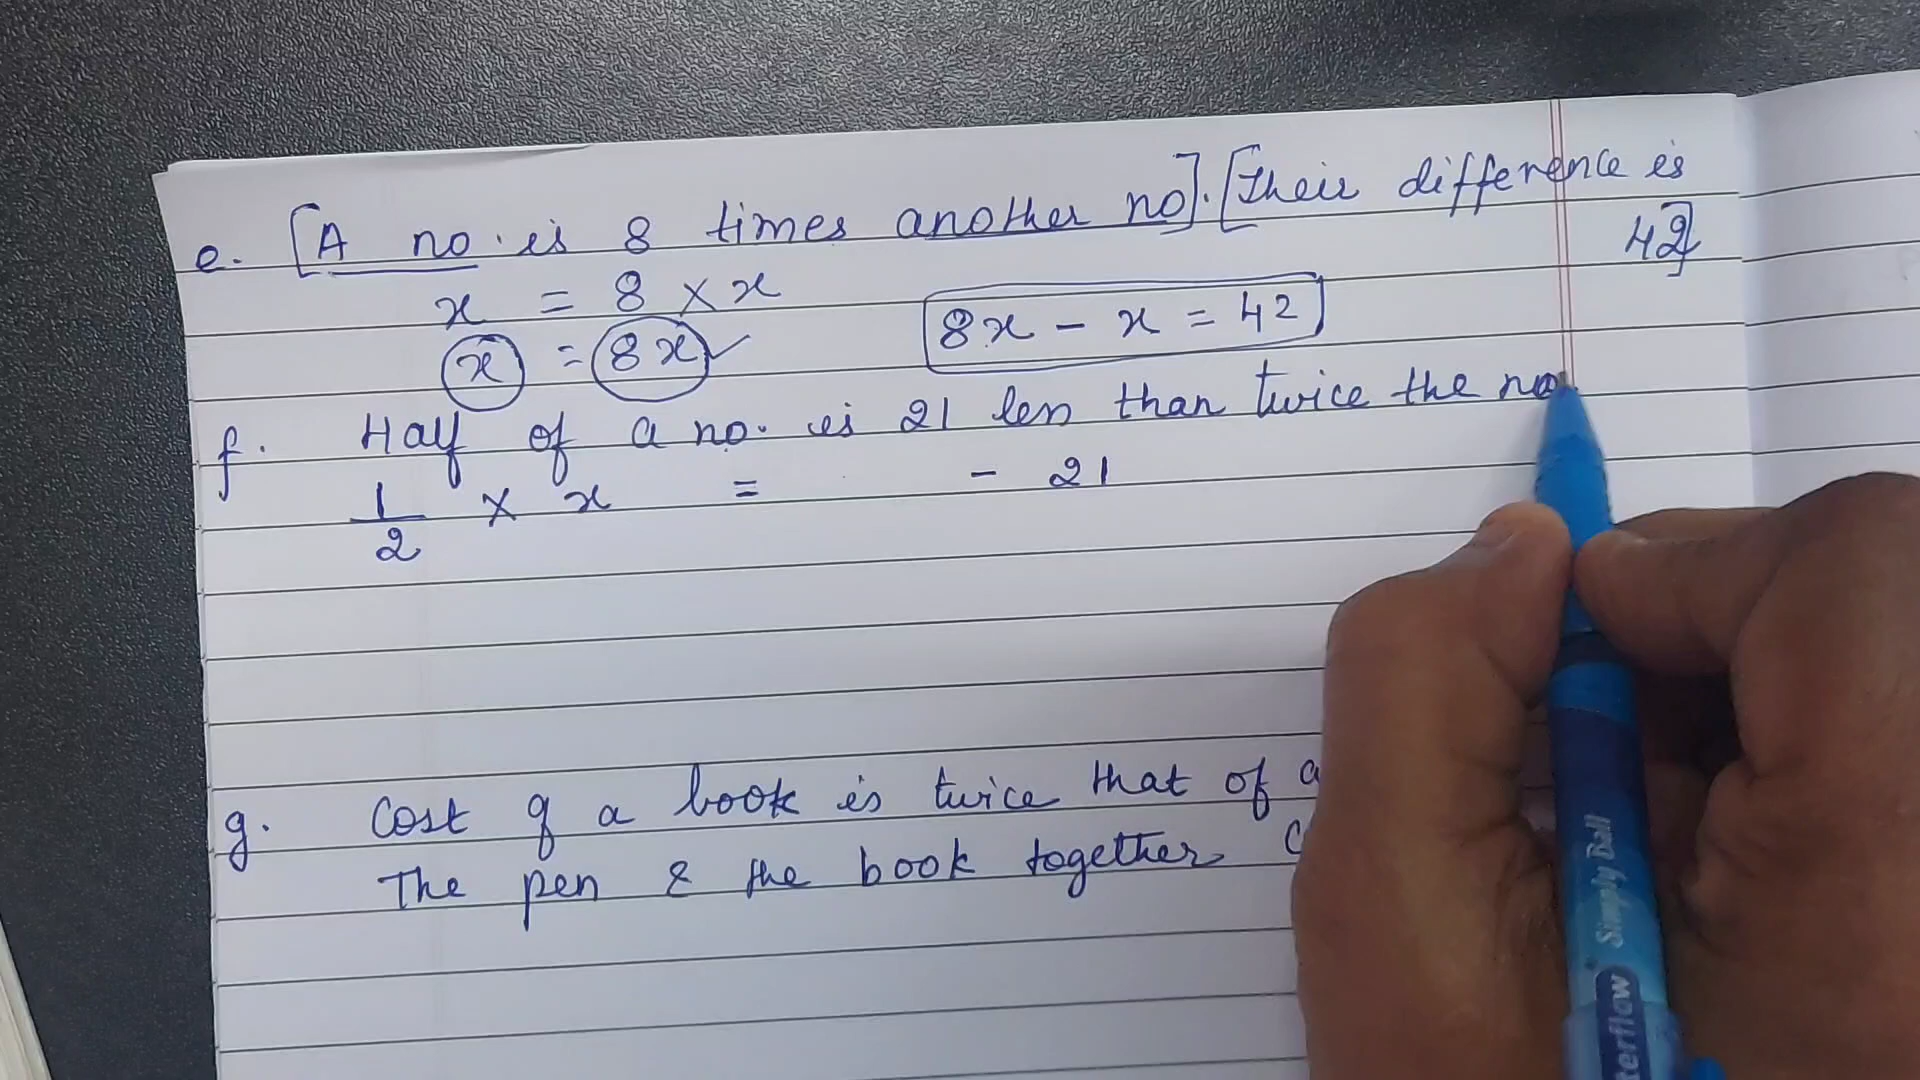 e. [A no. is 8 times another no]. [Their difference is
42]
x = 8 × x
8x - x = 42
x = 8x ✓
f. Half of a no. is 21 less than twice the no
1/2 × x = - 21
g. Cost of a book is twice that of a
The pen & the book together
Simply Ball
terflow